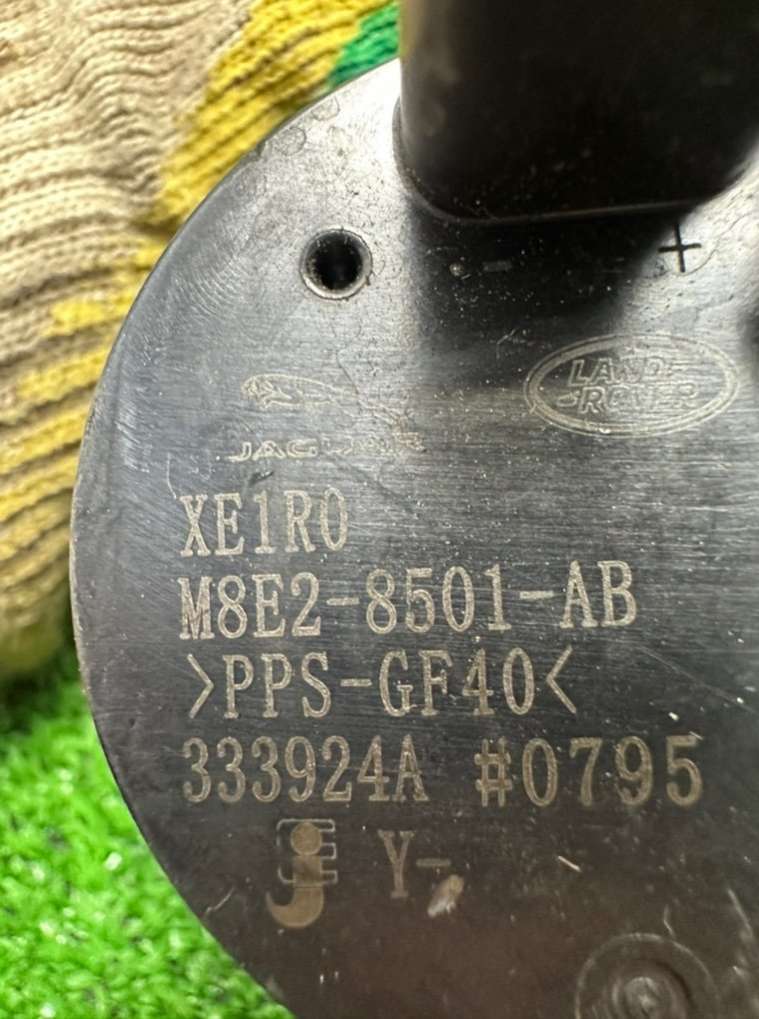 - +
JAGUAR
LAND
ROVER
XE1R0
M8E2-8501-AB
>PPS-GF40<
333924A #0795
Y-